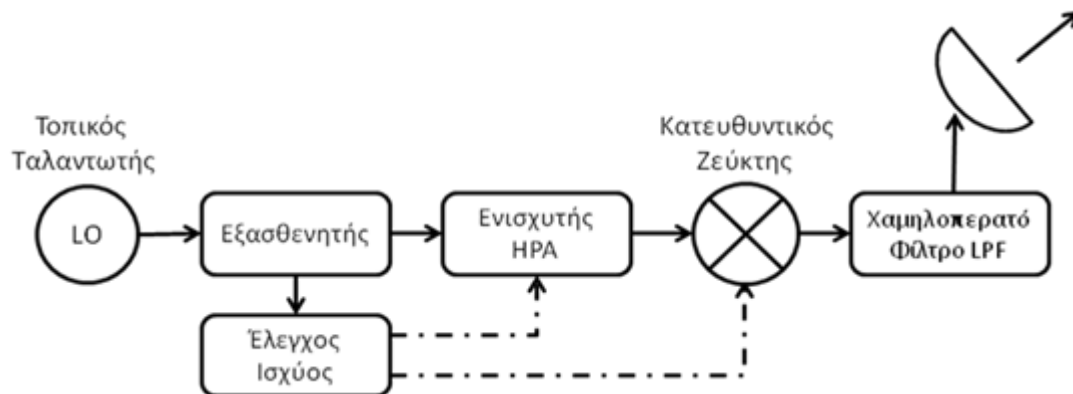 Τοπικός
Ταλαντωτής
LO
Εξασθενητής
Έλεγχος
Ισχύος
Ενισχυτής
HPA
Κατευθυντικός
Ζεύκτης
Χαμηλοπερατό
Φίλτρο LPF